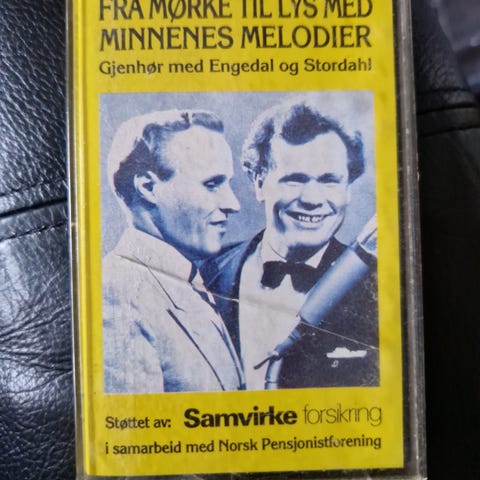 FRA MØRKE TIL LYS MED
MINNENES MELODIER
Gjenhør med Engedal og Stordahl
Støttet av: Samvirke forsikring
i samarbeid med Norsk Pensjonistforening